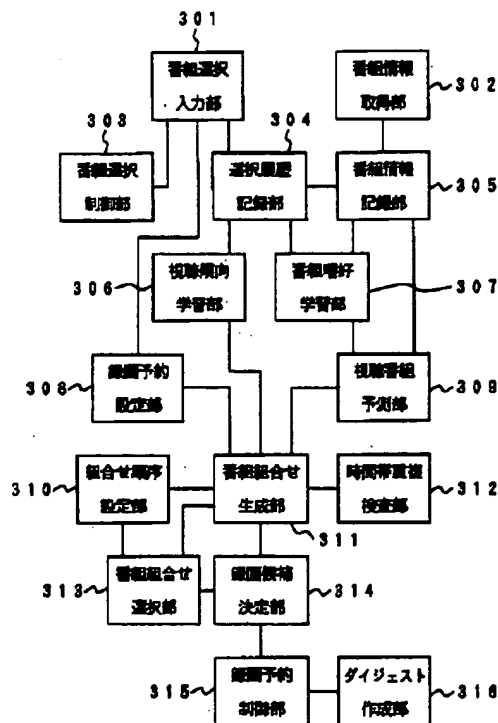 301
番組選択
入力部
番組情報
取得部
302
303
304
番組選択
制御部
選択履歴
記録部
番組情報
記録部
305
306
視聴傾向
学習部
番組嗜好
学習部
307
308
録画予約
設定部
視聴番組
予測部
309
310
組合せ順序
設定部
番組組合せ
生成部
311
時間帯重複
検査部
312
313
番組組合せ
選択部
録画候補
決定部
314
315
録画予約
制御部
ダイジェスト
作成部
316